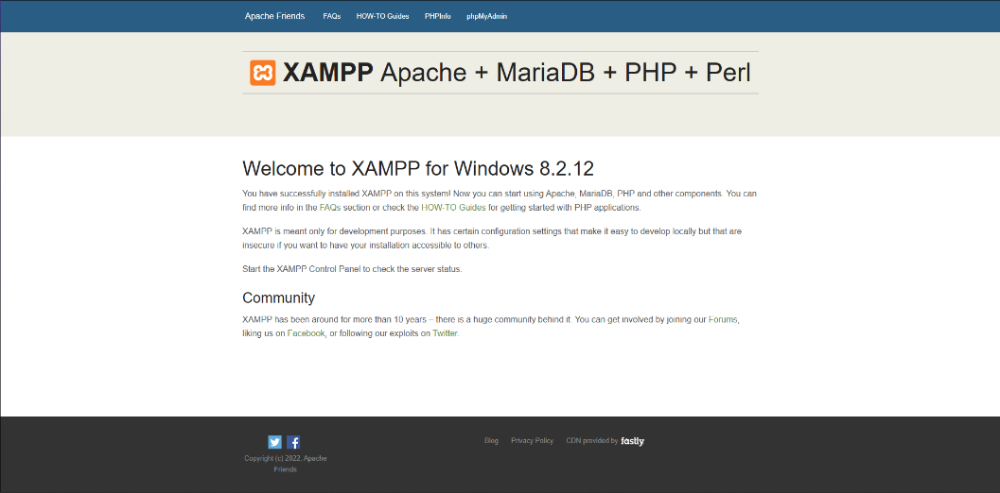 Apache Friends FAQs HOW-TO Guides PHPInfo phpMyAdmin
XAMPP Apache + MariaDB + PHP + Perl
Welcome to XAMPP for Windows 8.2.12
You have successfully installed XAMPP on this system! Now you can start using Apache, MariaDB, PHP and other components. You can
find more info in the FAQs section or check the HOW-TO Guides for getting started with PHP applications.
XAMPP is meant only for development purposes. It has certain configuration settings that make it easy to develop locally but that are
insecure if you want to have your installation accessible to others.
Start the XAMPP Control Panel to check the server status.
Community
XAMPP has been around for more than 10 years – there is a huge community behind it. You can get involved by joining our Forums,
liking us on Facebook, or following our exploits on Twitter.
Blog Privacy Policy CDN provided by fastly
Copyright (c) 2022, Apache
Friends